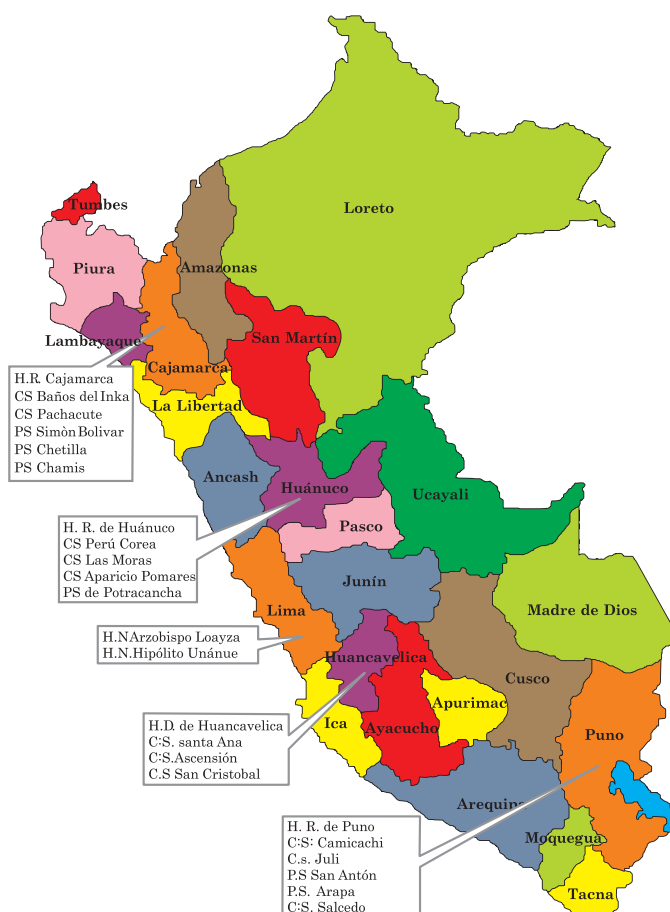 Loreto
Tumbes
Amazonas
Piura
San Martín
Lambayaque
Cajamarca
H.R. Cajamarca
CS Baños del Inka
CS Pachacute
PS Simòn Bolivar
PS Chetilla
PS Chamis
La Libertad
Ancash
Huánuco
Ucayali
Pasco
H. R. de Huánuco
CS Perú Corea
CS Las Moras
CS Aparicio Pomares
PS de Potracancha
Junín
Lima
Madre de Dios
H.NArzobispo Loayza
H.N.Hipólito Unánue
Huancavelica
Cusco
Apurimac
Ica
Ayacucho
Puno
H.D. de Huancavelica
C:S. santa Ana
C:S.Ascensión
C.S San Cristobal
Arequipa
Moquegua
H. R. de Puno
C:S: Camicachi
C.s. Juli
P.S San Antón
P.S. Arapa
C:S. Salcedo
Tacna